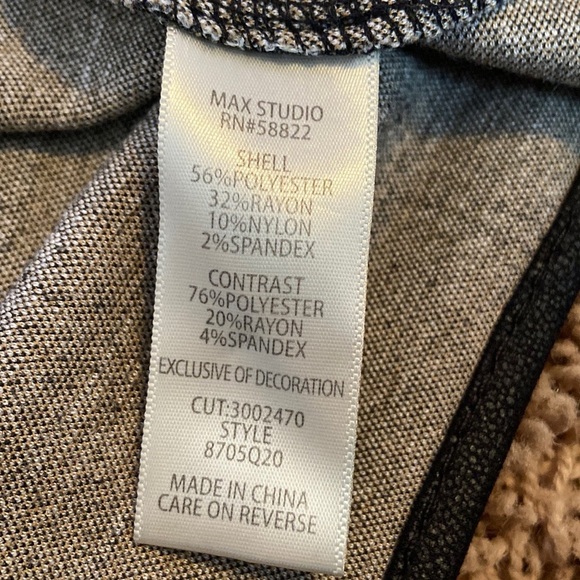 MAX STUDIO
RN#58822
SHELL
56%POLYESTER
32%RAYON
10%NYLON
2%SPANDEX
CONTRAST
76%POLYESTER
20%RAYON
4%SPANDEX
EXCLUSIVE OF DECORATION
CUT:3002470
STYLE
8705Q20
MADE IN CHINA
CARE ON REVERSE